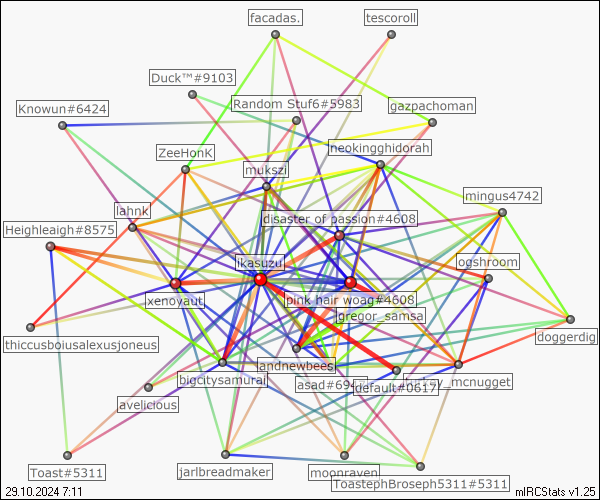 facadas.
tescoroll
Duck™#9103
Knowun#6424
Random Stuf6#5983
gazpachoman
neokingghidorah
ZeeHonK
mukszi
mingus4742
lahnk
disaster of passion#4608
Heighleaigh#8575
ikasuzu
ogshroom
xenoyaut
pink hair woag#4608
gregor_samsa
thiccusboiusalexusjoneus
doggerdig
landnewbees
bigcitysamurai
asad#69
default#0617
_mcnugget
avelicious
Toast#5311
jarlbreadmaker
moonraven
ToastephBroseph5311#5311
29.10.2024 7:11
mIRCStats v1.25